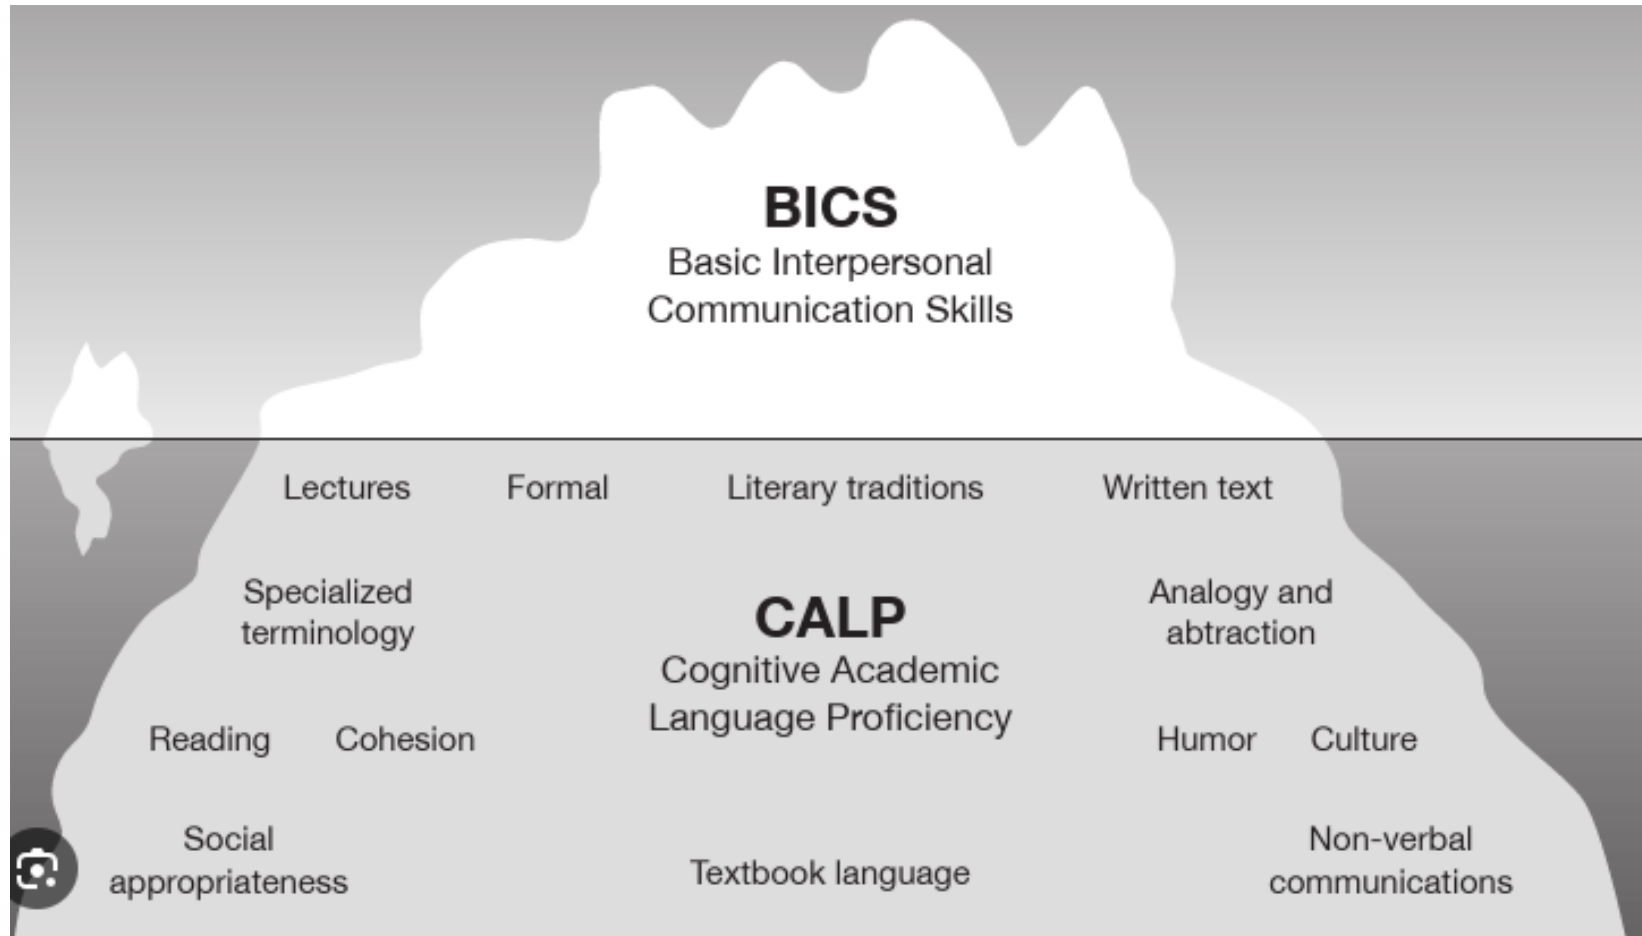 BICS
Basic Interpersonal
Communication Skills
Lectures
Formal
Literary traditions
Written text
Specialized
terminology
CALP
Cognitive Academic
Language Proficiency
Analogy and
abtraction
Reading
Cohesion
Humor
Culture
Social
appropriateness
Textbook language
Non-verbal
communications